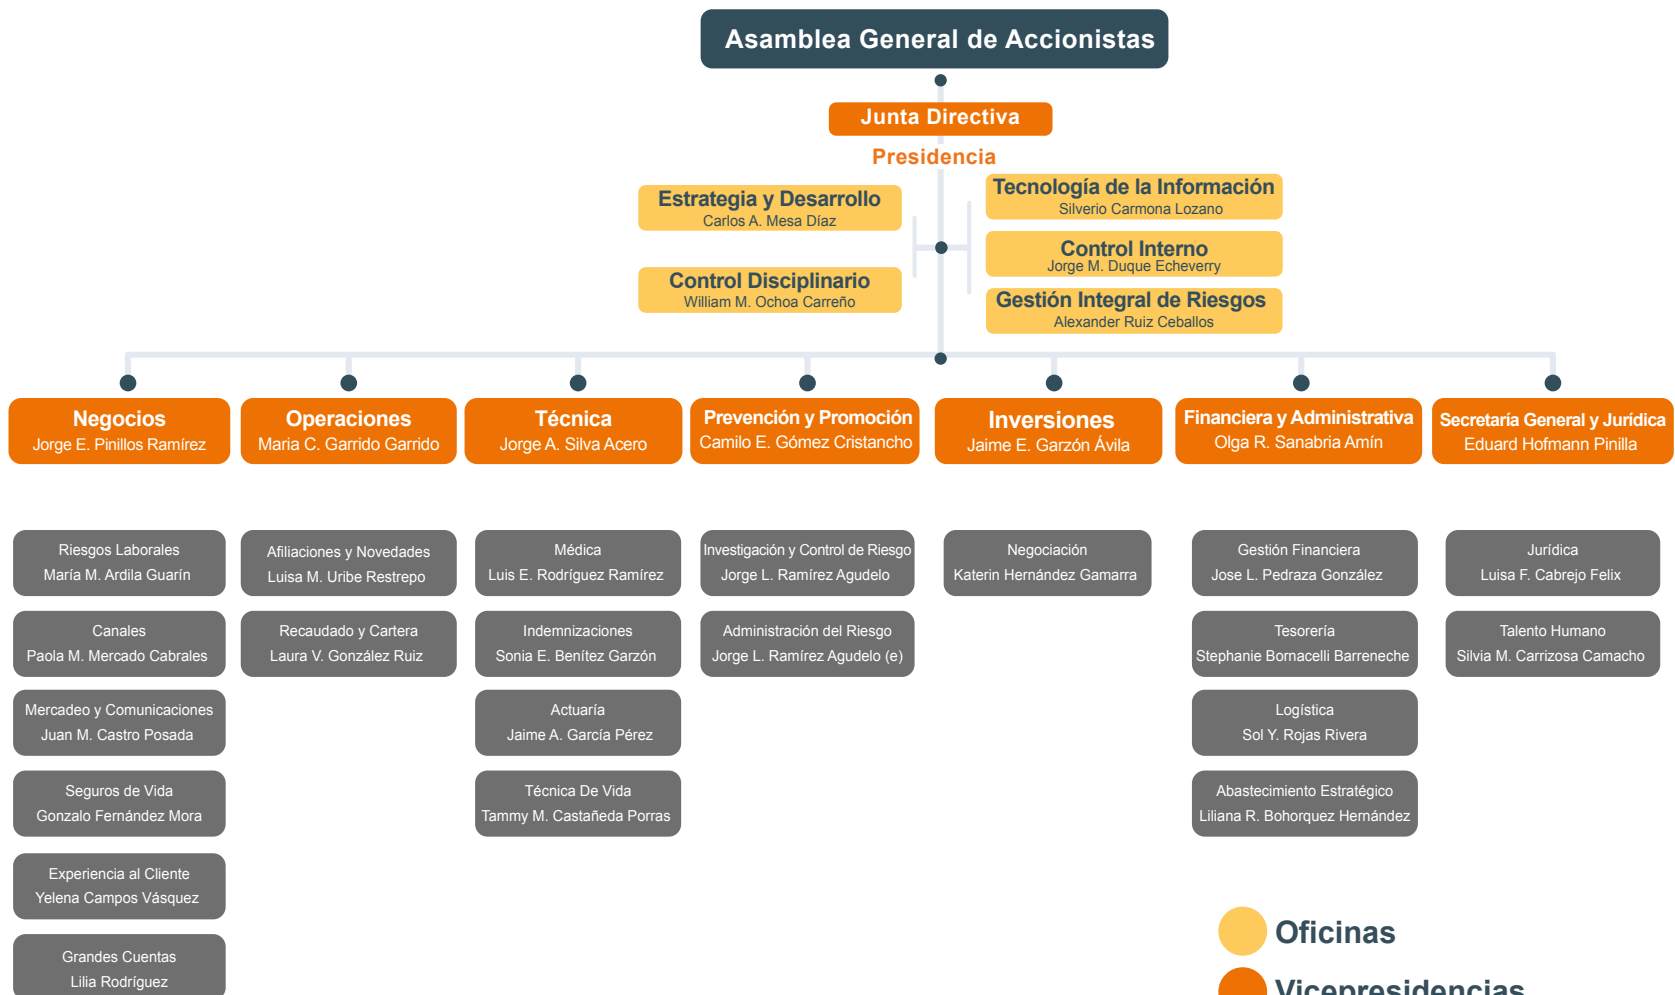 Asamblea General de Accionistas
Junta Directiva
Presidencia
Estrategia y Desarrollo
Carlos A. Mesa Díaz
Control Disciplinario
William M. Ochoa Carreño
Tecnología de la Información
Silverio Carmona Lozano
Control Interno
Jorge M. Duque Echeverry
Gestión Integral de Riesgos
Alexander Ruiz Ceballos
Negocios
Jorge E. Pinillos Ramírez
Operaciones
Maria C. Garrido Garrido
Técnica
Jorge A. Silva Acero
Prevención y Promoción
Camilo E. Gómez Cristancho
Inversiones
Jaime E. Garzón Ávila
Financiera y Administrativa
Olga R. Sanabria Amín
Secretaría General y Jurídica
Eduard Hofmann Pinilla
Riesgos Laborales
María M. Ardila Guarín
Canales
Paola M. Mercado Cabrales
Mercadeo y Comunicaciones
Juan M. Castro Posada
Seguros de Vida
Gonzalo Fernández Mora
Experiencia al Cliente
Yelena Campos Vásquez
Grandes Cuentas
Lilia Rodríguez
Afiliaciones y Novedades
Luisa M. Uribe Restrepo
Recaudado y Cartera
Laura V. González Ruiz
Médica
Luis E. Rodríguez Ramírez
Indemnizaciones
Sonia E. Benítez Garzón
Actuaría
Jaime A. García Pérez
Técnica De Vida
Tammy M. Castañeda Porras
Investigación y Control de Riesgo
Jorge L. Ramírez Agudelo
Administración del Riesgo
Jorge L. Ramírez Agudelo (e)
Negociación
Katerin Hernández Gamarra
Gestión Financiera
Jose L. Pedraza González
Tesorería
Stephanie Bornacelli Barreneche
Logística
Sol Y. Rojas Rivera
Abastecimiento Estratégico
Liliana R. Bohorquez Hernández
Jurídica
Luisa F. Cabrejo Felix
Talento Humano
Silvia M. Carrizosa Camacho
Oficinas
Vicepresidencias